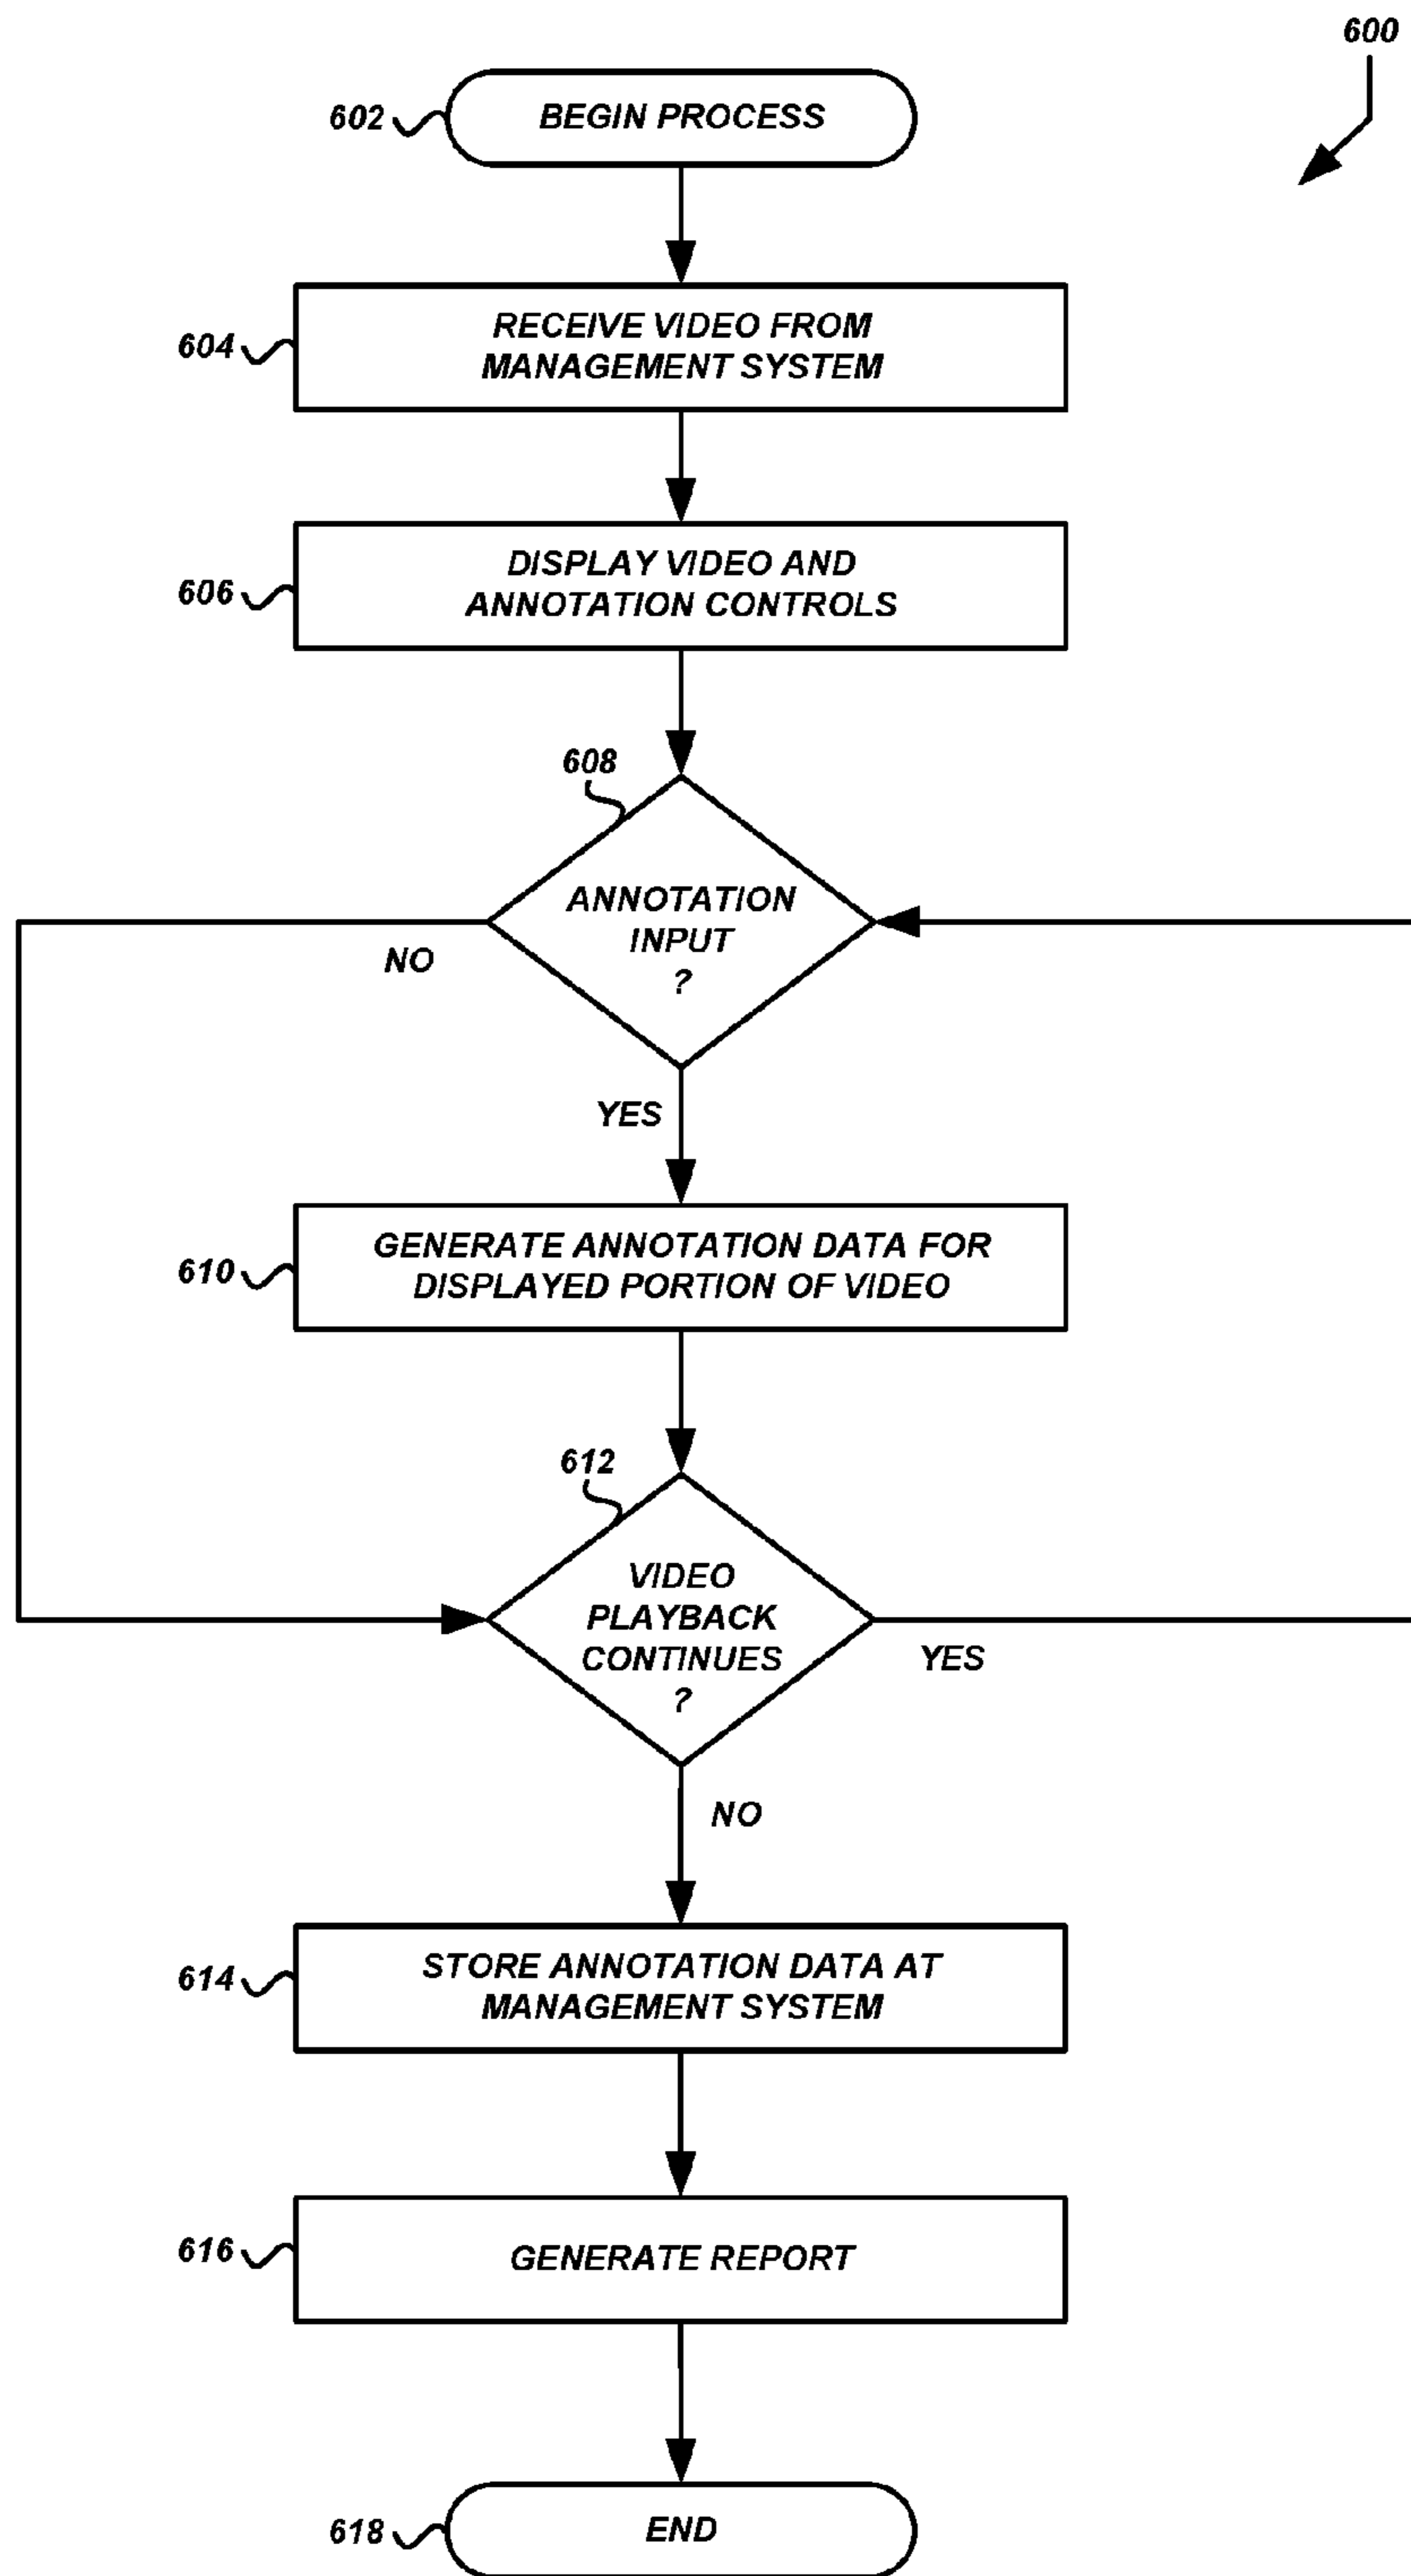 600
602
BEGIN PROCESS
604
RECEIVE VIDEO FROM
MANAGEMENT SYSTEM
606
DISPLAY VIDEO AND
ANNOTATION CONTROLS
608
ANNOTATION
INPUT
?
NO
YES
610
GENERATE ANNOTATION DATA FOR
DISPLAYED PORTION OF VIDEO
612
VIDEO
PLAYBACK
CONTINUES
?
YES
NO
614
STORE ANNOTATION DATA AT
MANAGEMENT SYSTEM
616
GENERATE REPORT
618
END